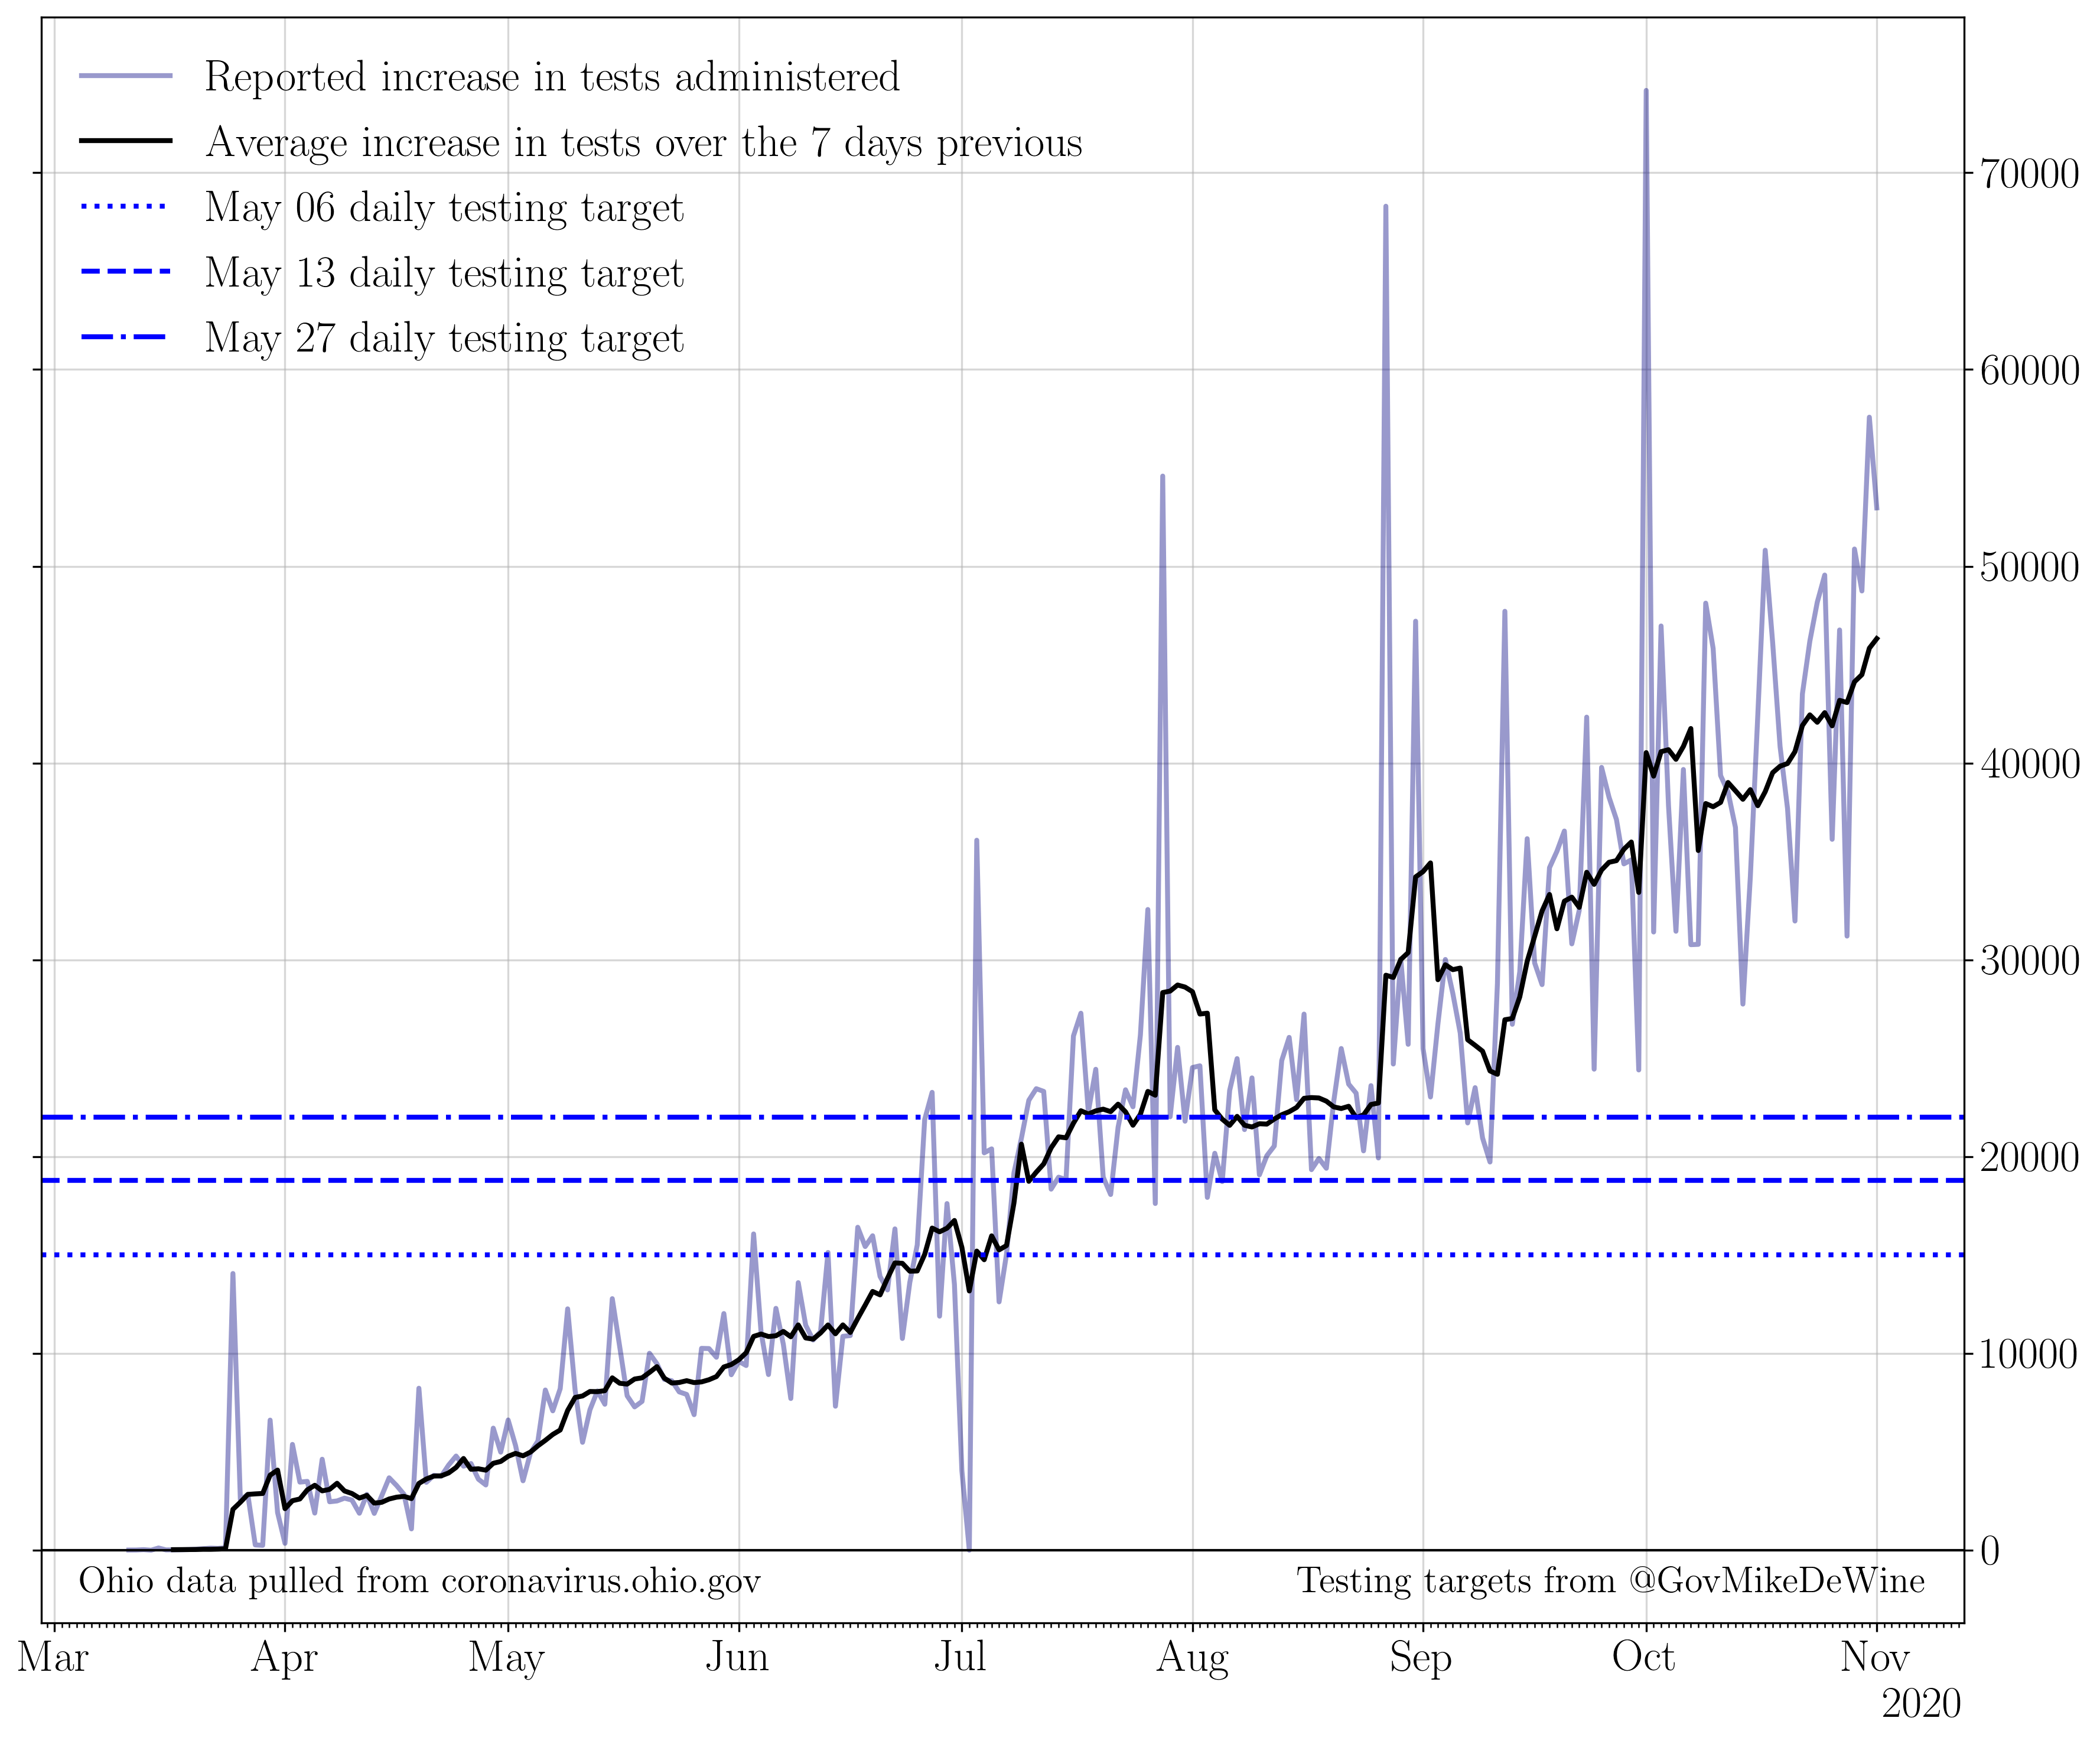 Reported increase in tests administered
Average increase in tests over the 7 days previous
May 06 daily testing target
May 13 daily testing target
May 27 daily testing target
70000
60000
50000
40000
30000
20000
10000
0
Ohio data pulled from coronavirus.ohio.gov
Testing targets from @GovMikeDeWine
Mar Apr May Jun Jul Aug Sep Oct Nov
2020